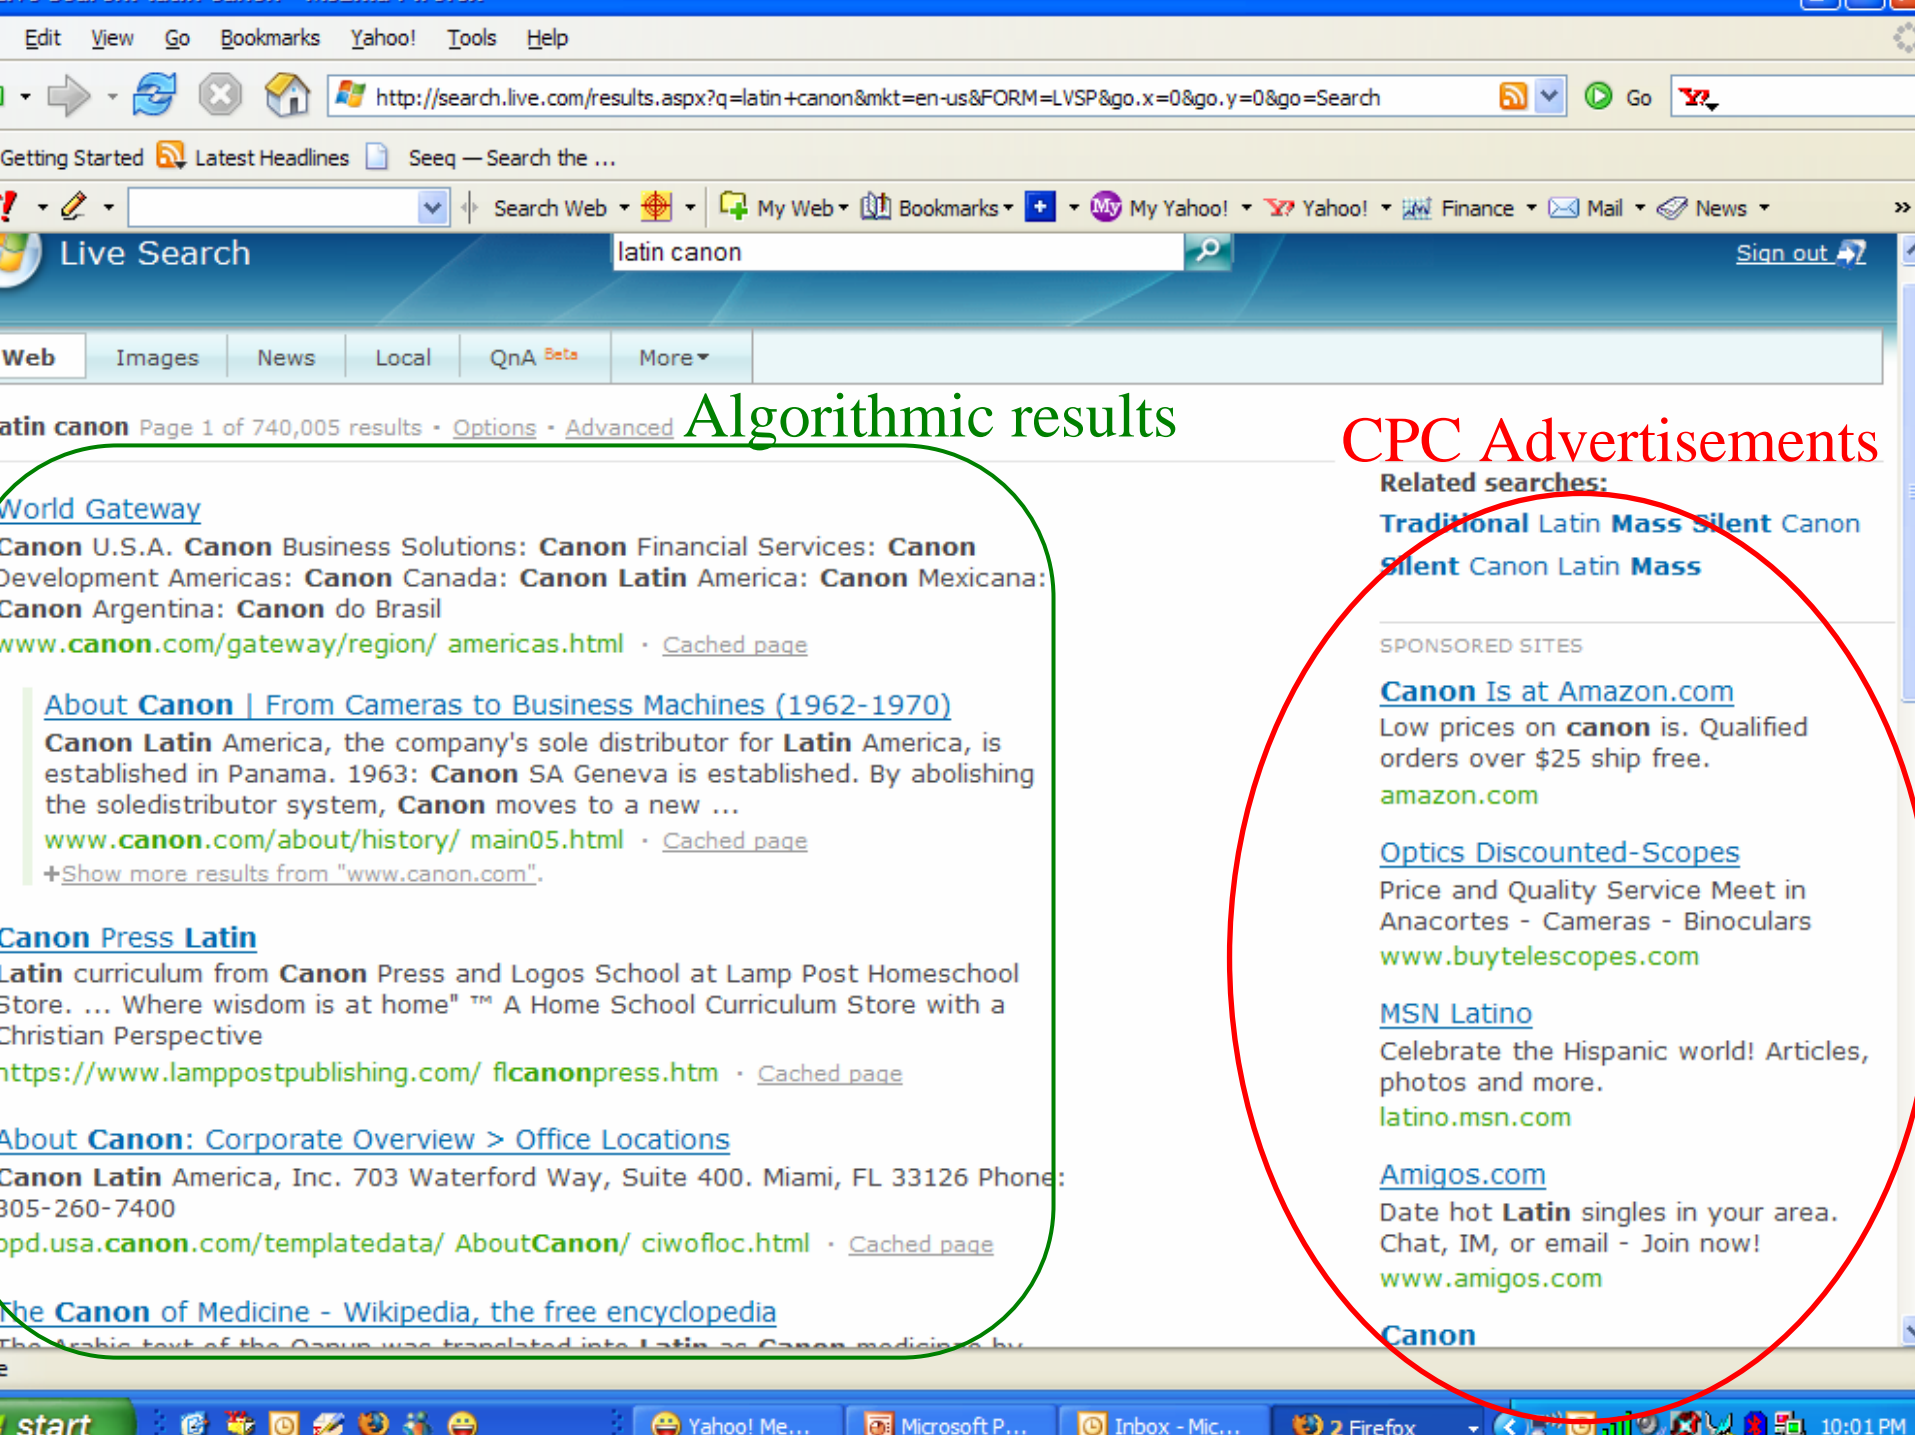 Edit View Go Bookmarks Yahoo! Tools Help
http://search.live.com/results.aspx?q=latin+canon&mkt=en-us&FORM=LVSP&go.x=0&go.y=0&go=Search Go
Getting Started Latest Headlines Seeq — Search the ...
Search Web My Web Bookmarks My Yahoo! Yahoo! Finance Mail News »
Live Search latin canon Sign out
Web Images News Local QnA Beta More
Algorithmic results
CPC Advertisements
atin canon Page 1 of 740,005 results · Options · Advanced
World Gateway
Canon U.S.A. Canon Business Solutions: Canon Financial Services: Canon
Development Americas: Canon Canada: Canon Latin America: Canon Mexicana:
Canon Argentina: Canon do Brasil
www.canon.com/gateway/region/ americas.html · Cached page
About Canon | From Cameras to Business Machines (1962-1970)
Canon Latin America, the company's sole distributor for Latin America, is
established in Panama. 1963: Canon SA Geneva is established. By abolishing
the soledistributor system, Canon moves to a new ...
www.canon.com/about/history/ main05.html · Cached page
+Show more results from "www.canon.com".
Canon Press Latin
Latin curriculum from Canon Press and Logos School at Lamp Post Homeschool
Store. ... Where wisdom is at home" ™ A Home School Curriculum Store with a
Christian Perspective
https://www.lamppostpublishing.com/ flcanonpress.htm · Cached page
About Canon: Corporate Overview > Office Locations
Canon Latin America, Inc. 703 Waterford Way, Suite 400. Miami, FL 33126 Phone:
305-260-7400
opd.usa.canon.com/templatedata/ AboutCanon/ ciwofloc.html · Cached page
The Canon of Medicine - Wikipedia, the free encyclopedia
The Arabic text of the Qanun was translated into Latin as Canon medicinae by
Related searches:
Traditional Latin Mass Silent Canon
Silent Canon Latin Mass
SPONSORED SITES
Canon Is at Amazon.com
Low prices on canon is. Qualified
orders over $25 ship free.
amazon.com
Optics Discounted-Scopes
Price and Quality Service Meet in
Anacortes - Cameras - Binoculars
www.buytelescopes.com
MSN Latino
Celebrate the Hispanic world! Articles,
photos and more.
latino.msn.com
Amigos.com
Date hot Latin singles in your area.
Chat, IM, or email - Join now!
www.amigos.com
Canon
start Yahoo! Me... Microsoft P... Inbox - Mic... 2 Firefox 10:01 PM